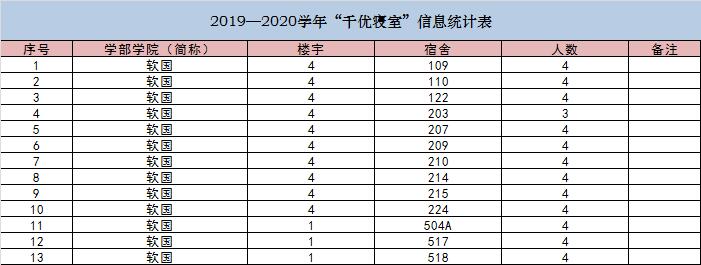 2019—2020学年“千优寝室”信息统计表
序号 学部学院（简称） 楼宇 宿舍 人数 备注
1 软国 4 109 4
2 软国 4 110 4
3 软国 4 122 4
4 软国 4 203 3
5 软国 4 207 4
6 软国 4 209 4
7 软国 4 210 4
8 软国 4 214 4
9 软国 4 215 4
10 软国 4 224 4
11 软国 1 504A 4
12 软国 1 517 4
13 软国 1 518 4